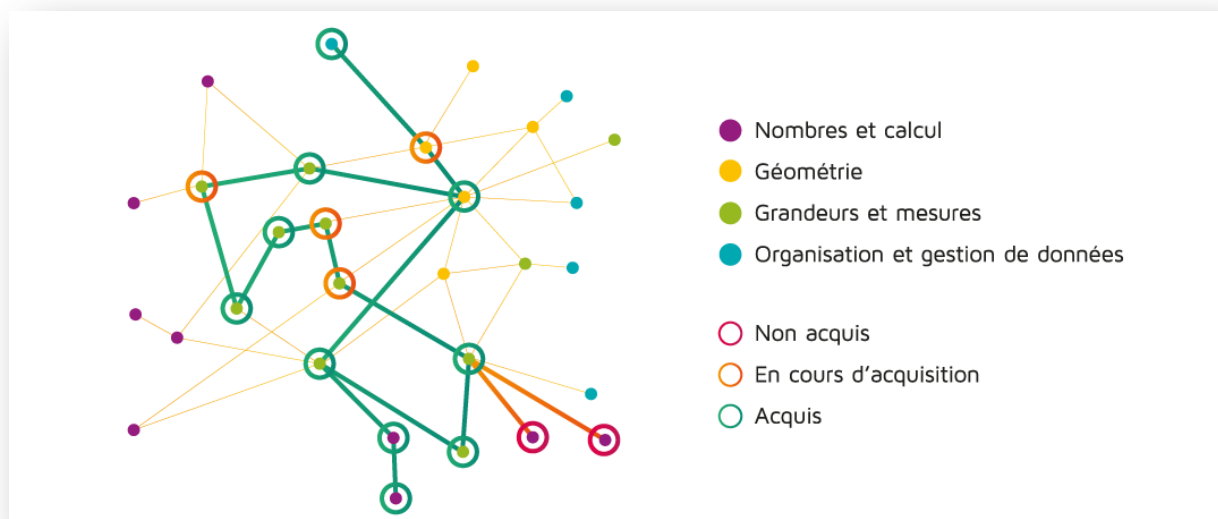 Nombres et calcul
Géométrie
Grandeurs et mesures
Organisation et gestion de données
Non acquis
En cours d’acquisition
Acquis